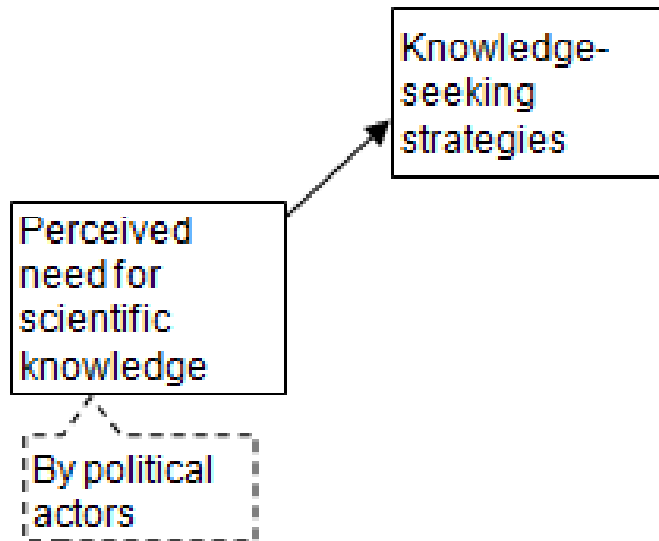 Knowledge-
seeking
strategies
Perceived
need for
scientific
knowledge
By political
actors